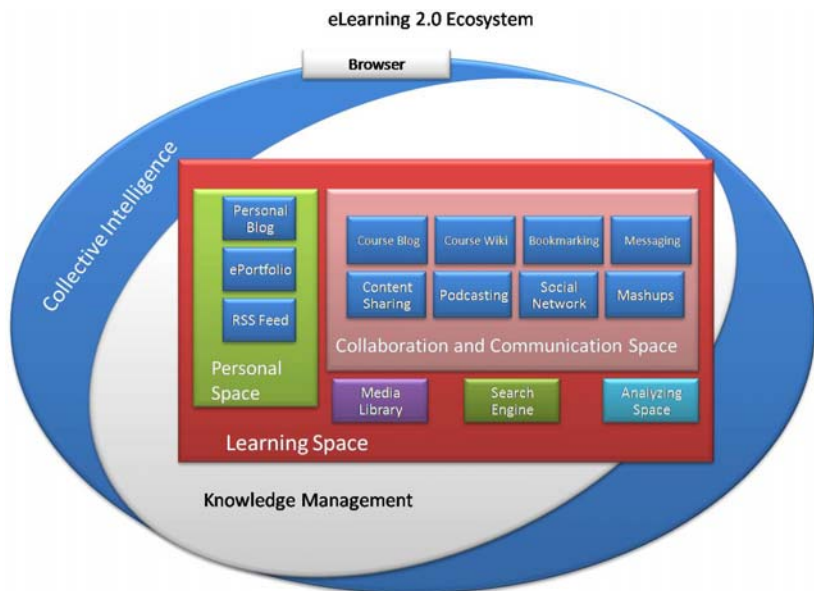 eLearning 2.0 Ecosystem
Browser
Collective Intelligence
Personal
Blog
ePortfolio
RSS Feed
Personal
Space
Course Blog
Course Wiki
Bookmarking
Messaging
Content
Sharing
Podcasting
Social
Network
Mashups
Collaboration and Communication Space
Media
Library
Search
Engine
Analyzing
Space
Learning Space
Knowledge Management